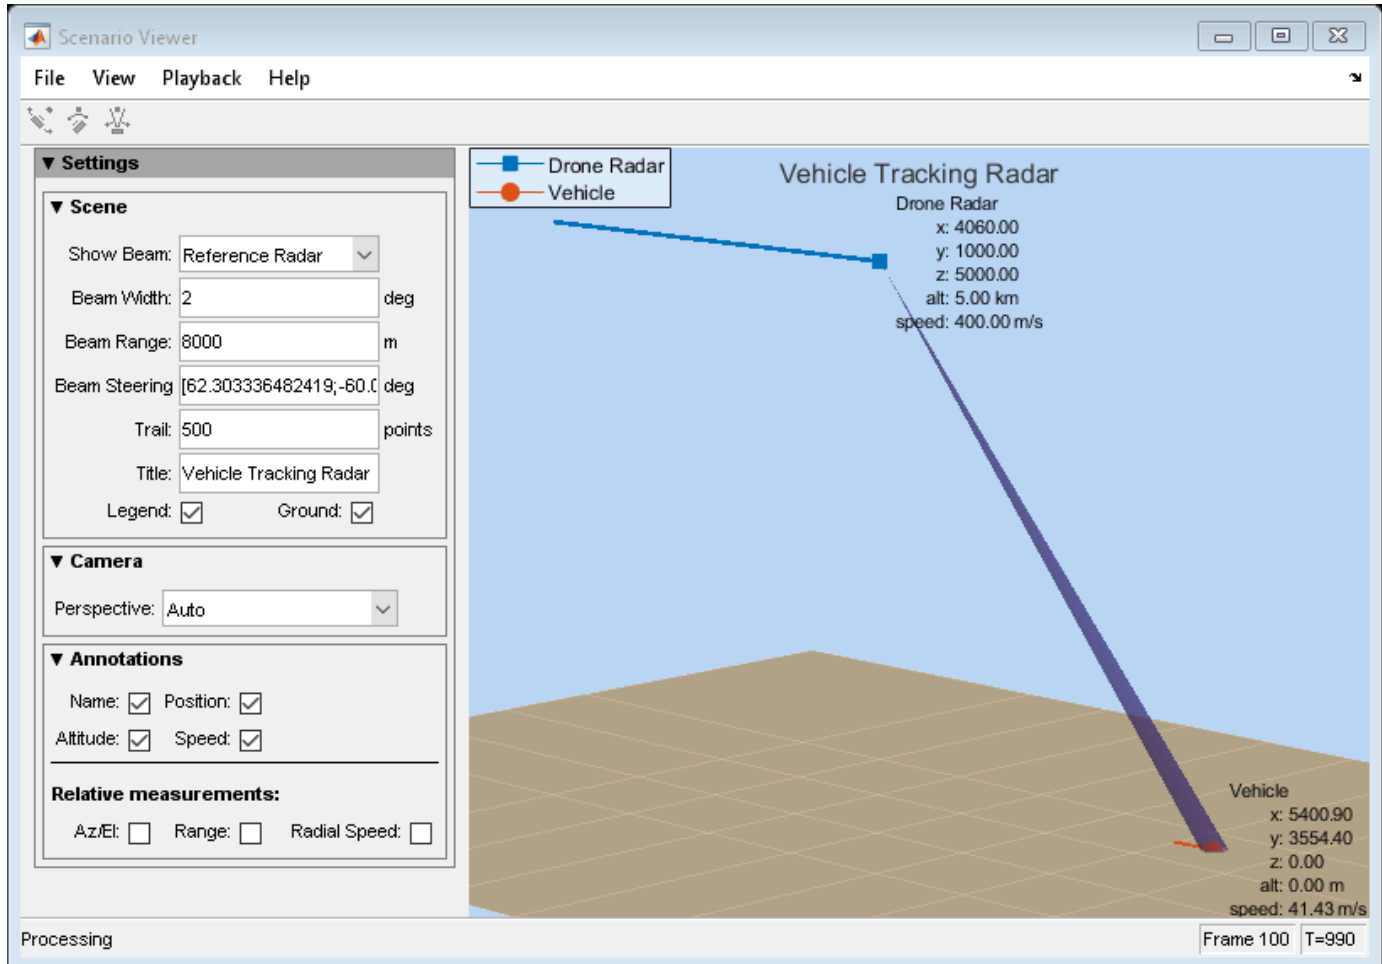 Scenario Viewer
File View Playback Help
▼ Settings
▼ Scene
Show Beam: Reference Radar
Beam Width: 2 deg
Beam Range: 8000 m
Beam Steering [62.303336482419;-60.0 deg
Trail: 500 points
Title: Vehicle Tracking Radar
Legend: Ground:
▼ Camera
Perspective: Auto
▼ Annotations
Name: Position:
Altitude: Speed:
Relative measurements:
Az/El: Range: Radial Speed:
Drone Radar
Vehicle
Vehicle Tracking Radar
Drone Radar
x: 4060.00
y: 1000.00
z: 5000.00
alt: 5.00 km
speed: 400.00 m/s
Vehicle
x: 5400.90
y: 3554.40
z: 0.00
alt: 0.00 m
speed: 41.43 m/s
Processing
Frame 100 T=990